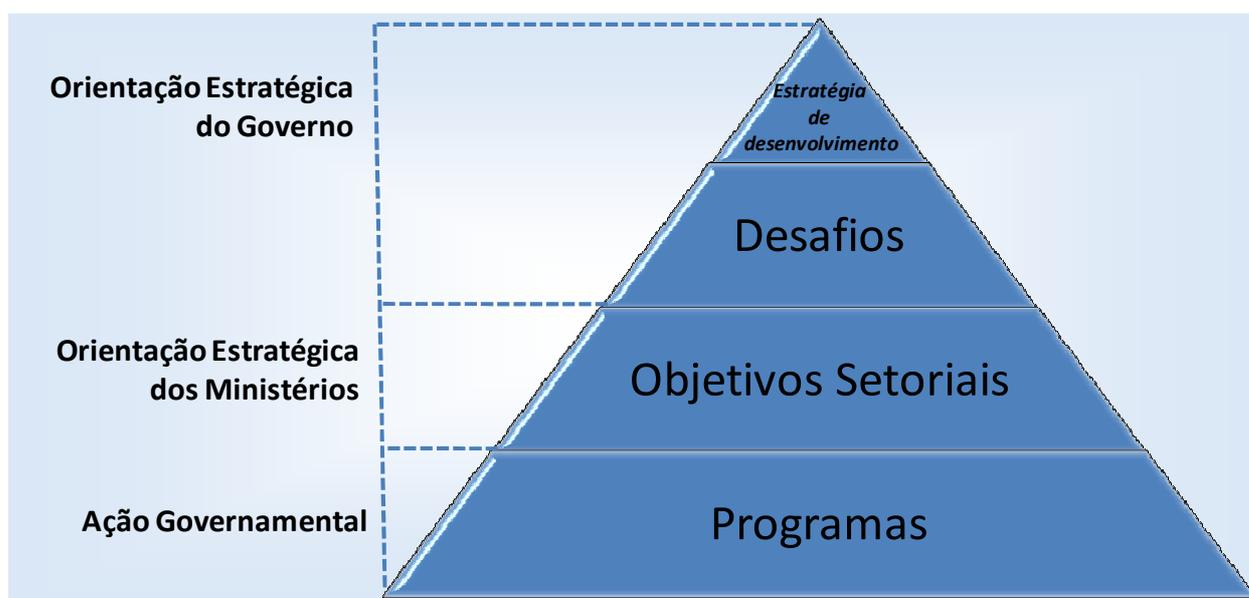 Orientação Estratégica
do Governo
Estratégia
de
desenvolvimento
Desafios
Orientação Estratégica
dos Ministérios
Objetivos Setoriais
Ação Governamental
Programas